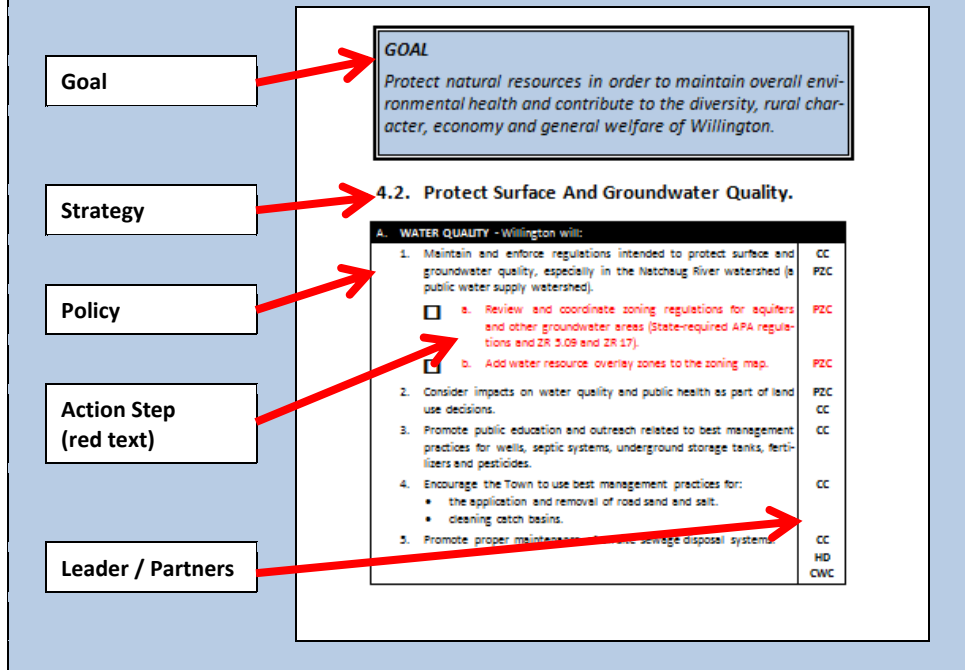 Goal
Strategy
Policy
Action Step
(red text)
Leader / Partners
GOAL
Protect natural resources in order to maintain overall envi-
ronmental health and contribute to the diversity, rural char-
acter, economy and general welfare of Willington.
4.2. Protect Surface And Groundwater Quality.
A. WATER QUALITY - Willington will:
1. Maintain and enforce regulations intended to protect surface and CC
groundwater quality, especially in the Natchaug River watershed (a PZC
public water supply watershed).
a. Review and coordinate zoning regulations for aquifers PZC
and other groundwater areas (State-required APA regula-
tions and ZR 5.09 and ZR 17).
b. Add water resource overlay zones to the zoning map. PZC
2. Consider impacts on water quality and public health as part of land PZC
use decisions. CC
3. Promote public education and outreach related to best management CC
practices for wells, septic systems, underground storage tanks, ferti-
lizers and pesticides.
4. Encourage the Town to use best management practices for: CC
• the application and removal of road sand and salt.
• cleaning catch basins.
5. Promote proper sewage disposal systems. CC
HD
CWC